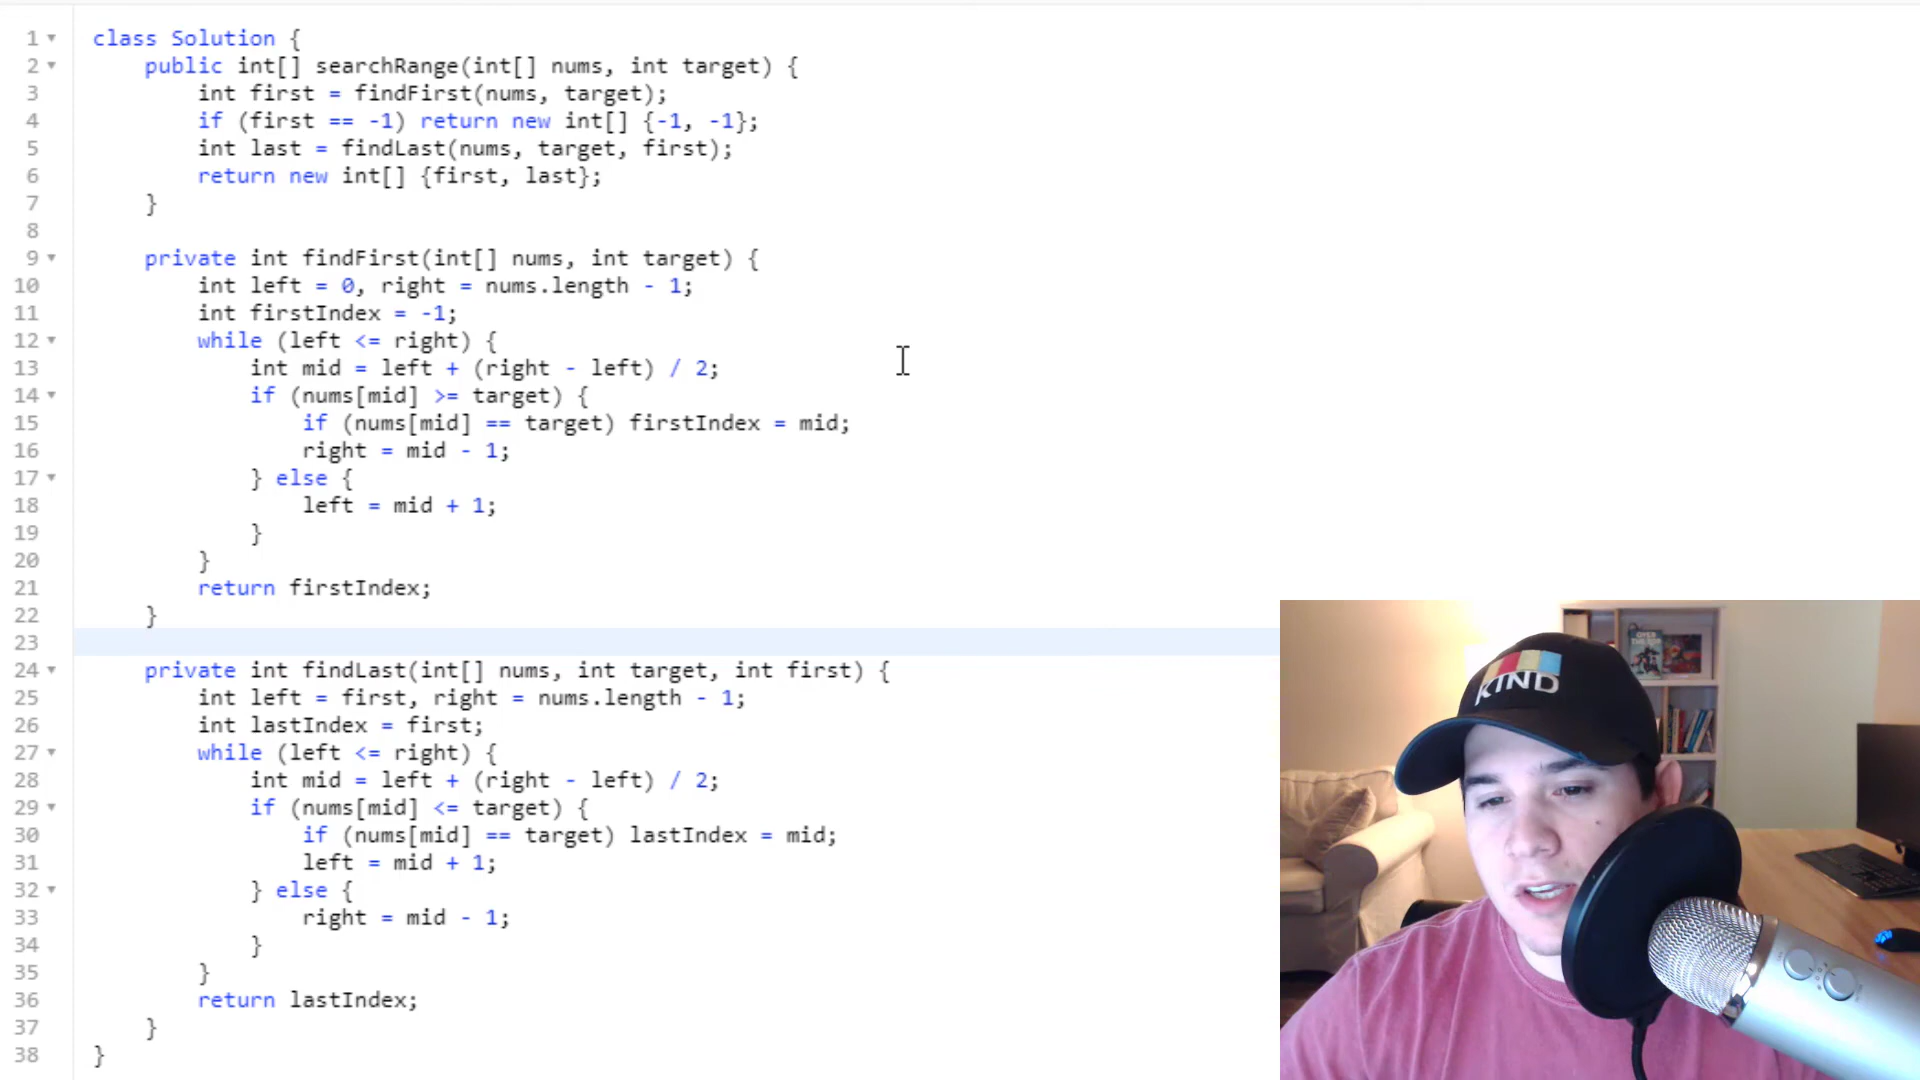 1 class Solution {
2 public int[] searchRange(int[] nums, int target) {
3 int first = findFirst(nums, target);
4 if (first == -1) return new int[] {-1, -1};
5 int last = findLast(nums, target, first);
6 return new int[] {first, last};
7 }
8
9 private int findFirst(int[] nums, int target) {
10 int left = 0, right = nums.length - 1;
11 int firstIndex = -1;
12 while (left <= right) {
13 int mid = left + (right - left) / 2;
14 if (nums[mid] >= target) {
15 if (nums[mid] == target) firstIndex = mid;
16 right = mid - 1;
17 } else {
18 left = mid + 1;
19 }
20 }
21 return firstIndex;
22 }
23
24 private int findLast(int[] nums, int target, int first) {
25 int left = first, right = nums.length - 1;
26 int lastIndex = first;
27 while (left <= right) {
28 int mid = left + (right - left) / 2;
29 if (nums[mid] <= target) {
30 if (nums[mid] == target) lastIndex = mid;
31 left = mid + 1;
32 } else {
33 right = mid - 1;
34 }
35 }
36 return lastIndex;
37 }
38 }
KIND